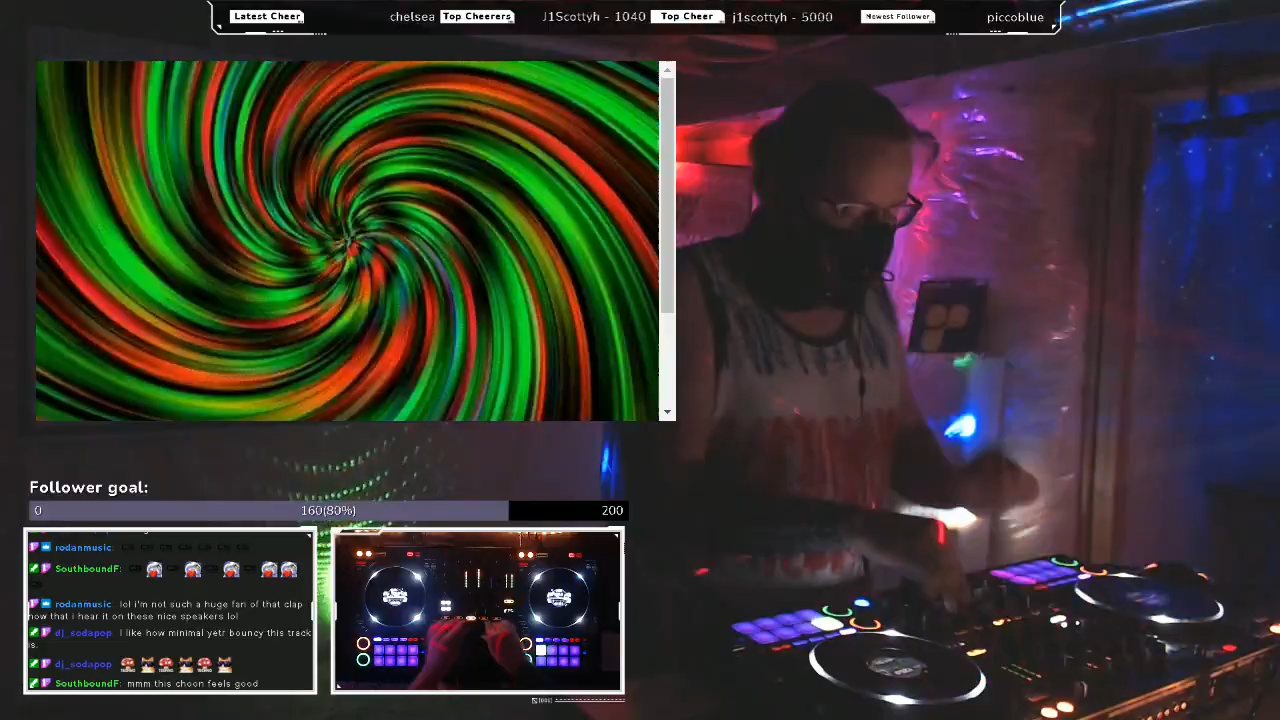 Latest Cheer chelsea Top Cheerers J1Scottyh - 1040 Top Cheer j1scottyh - 5000 Newest Follower piccoblue
Follower goal:
0 160(80%) 200
rodanmusic:
SouthboundF:
rodanmusic: lol i'm not such a huge fan of that clap
now that i hear it on these nice speakers lol
dj_sodapop: I like how minimal yetr bouncy this track
is.
dj_sodapop:
SouthboundF: mmm this choon feels good